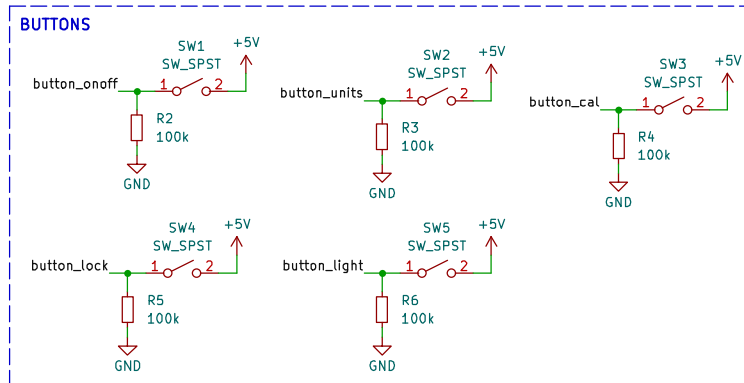 BUTTONS
SW1
SW_SPST
+5V
button_onoff
1
2
R2
100k
GND
SW2
SW_SPST
+5V
button_units
1
2
R3
100k
GND
SW3
SW_SPST
+5V
button_cal
1
2
R4
100k
GND
SW4
SW_SPST
+5V
button_lock
1
2
R5
100k
GND
SW5
SW_SPST
+5V
button_light
1
2
R6
100k
GND